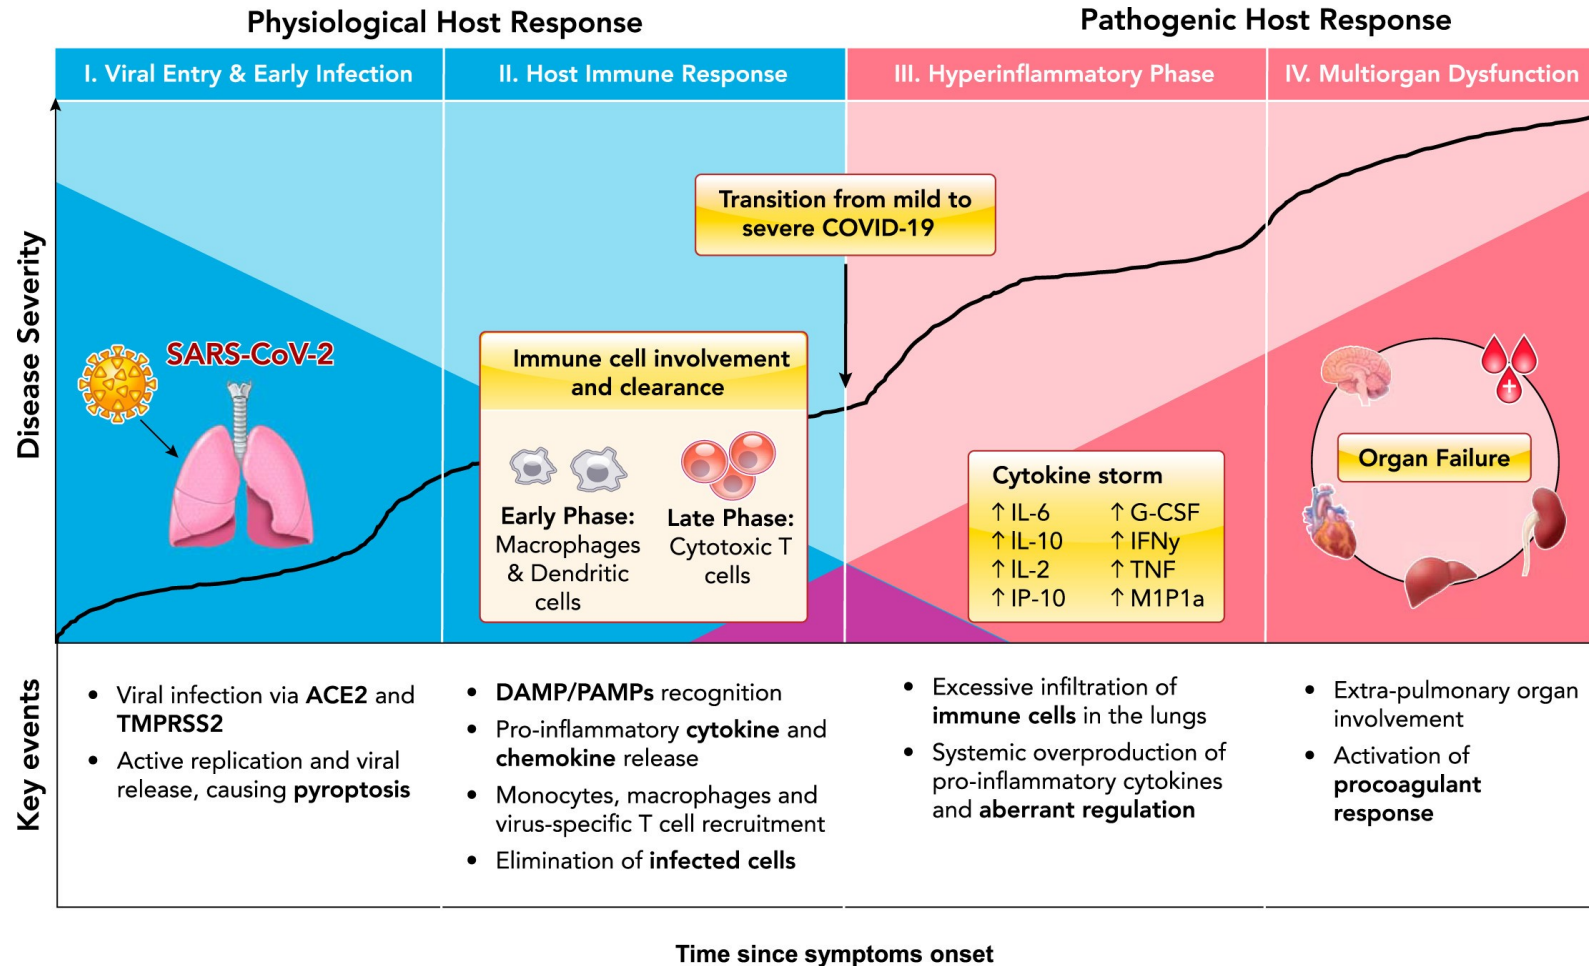 Physiological Host Response
Pathogenic Host Response
I. Viral Entry & Early Infection
II. Host Immune Response
III. Hyperinflammatory Phase
IV. Multiorgan Dysfunction
Disease Severity
SARS-CoV-2
Immune cell involvement
and clearance
Early Phase:
Macrophages
& Dendritic
cells
Late Phase:
Cytotoxic T
cells
Transition from mild to
severe COVID-19
Cytokine storm
↑ IL-6
↑ IL-10
↑ IL-2
↑ IP-10
↑ G-CSF
↑ IFNy
↑ TNF
↑ M1P1a
Organ Failure
Key events
• Viral infection via ACE2 and
TMPRSS2
• Active replication and viral
release, causing pyroptosis
• DAMP/PAMPs recognition
• Pro-inflammatory cytokine and
chemokine release
• Monocytes, macrophages and
virus-specific T cell recruitment
• Elimination of infected cells
• Excessive infiltration of
immune cells in the lungs
• Systemic overproduction of
pro-inflammatory cytokines
and aberrant regulation
• Extra-pulmonary organ
involvement
• Activation of
procoagulant
response
Time since symptoms onset